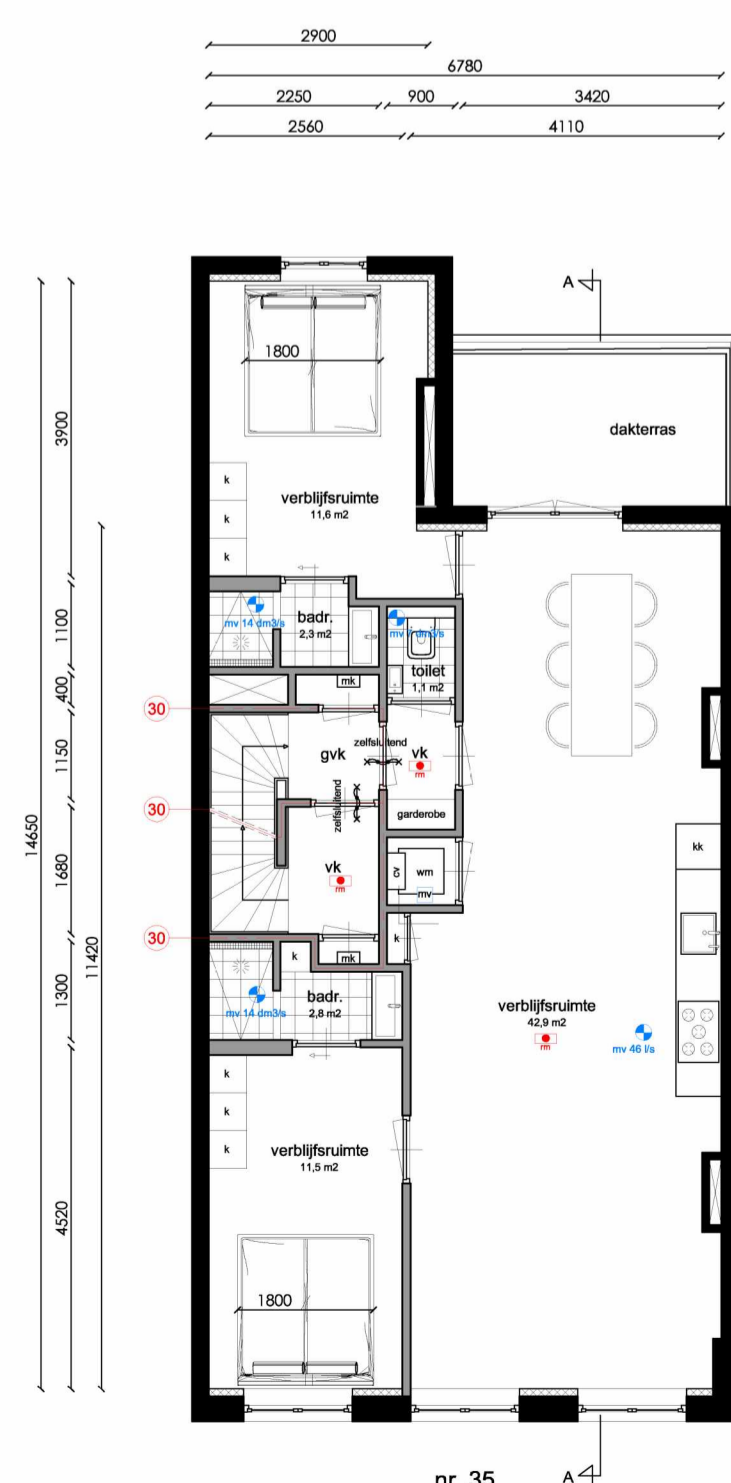 2900
6780
2250 900 3420
2560 4110
A
1800
dakterras
3900
k
verblijfsruimte
11,6 m2
k
k
1100
mv 14 dm3/s
badr.
2,3 m2
mv 7 dm3/s
toilet
1,1 m2
400
mk
30
1150
gvk
zelfsluitend
vk
rm
zelfsluitend
garderobe
30
14650
1680
11420
vk
rm
cv
wm
mv
kk
30
k
mk
k
1300
badr.
2,8 m2
mv 14 dm3/s
verblijfsruimte
42,9 m2
rm
mv 46 l/s
k
k
k
verblijfsruimte
11,5 m2
4520
1800
nr. 35
A